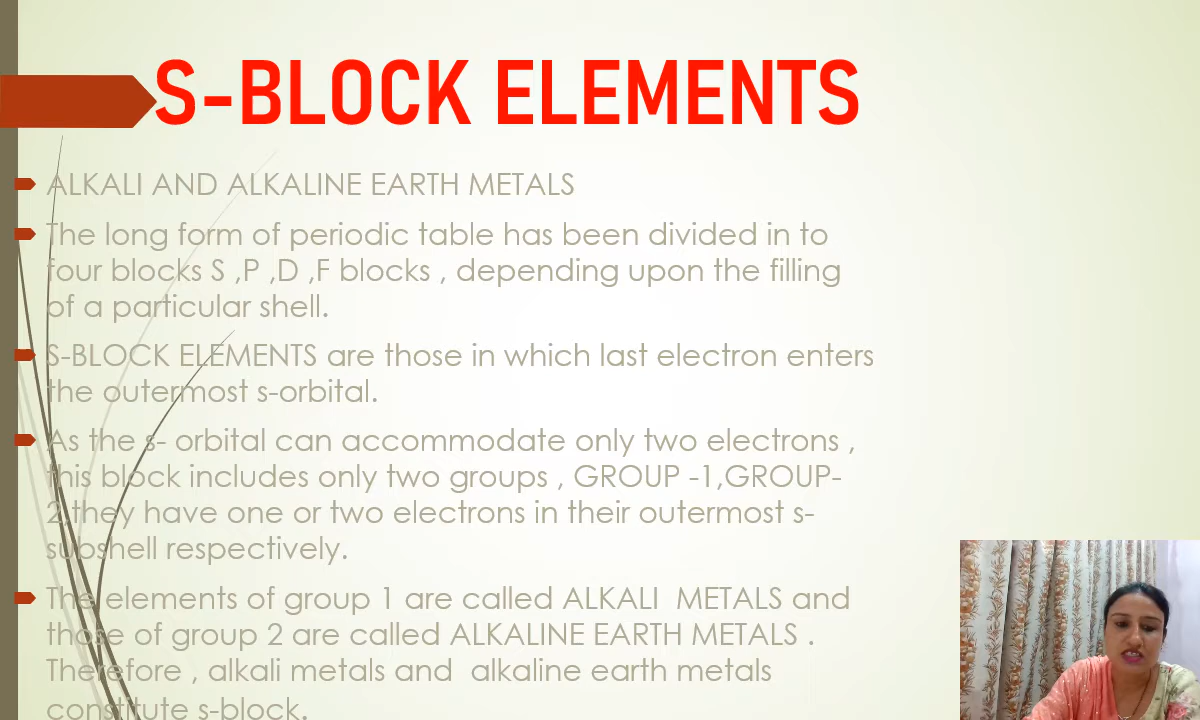 S-BLOCK ELEMENTS
ALKALI AND ALKALINE EARTH METALS
The long form of periodic table has been divided in to
four blocks S ,P ,D ,F blocks , depending upon the filling
of a particular shell.
S-BLOCK ELEMENTS are those in which last electron enters
the outermost s-orbital.
As the s- orbital can accommodate only two electrons ,
this block includes only two groups , GROUP -1,GROUP-
2,they have one or two electrons in their outermost s-
subshell respectively.
The elements of group 1 are called ALKALI METALS and
those of group 2 are called ALKALINE EARTH METALS .
Therefore , alkali metals and alkaline earth metals
constitute s-block.